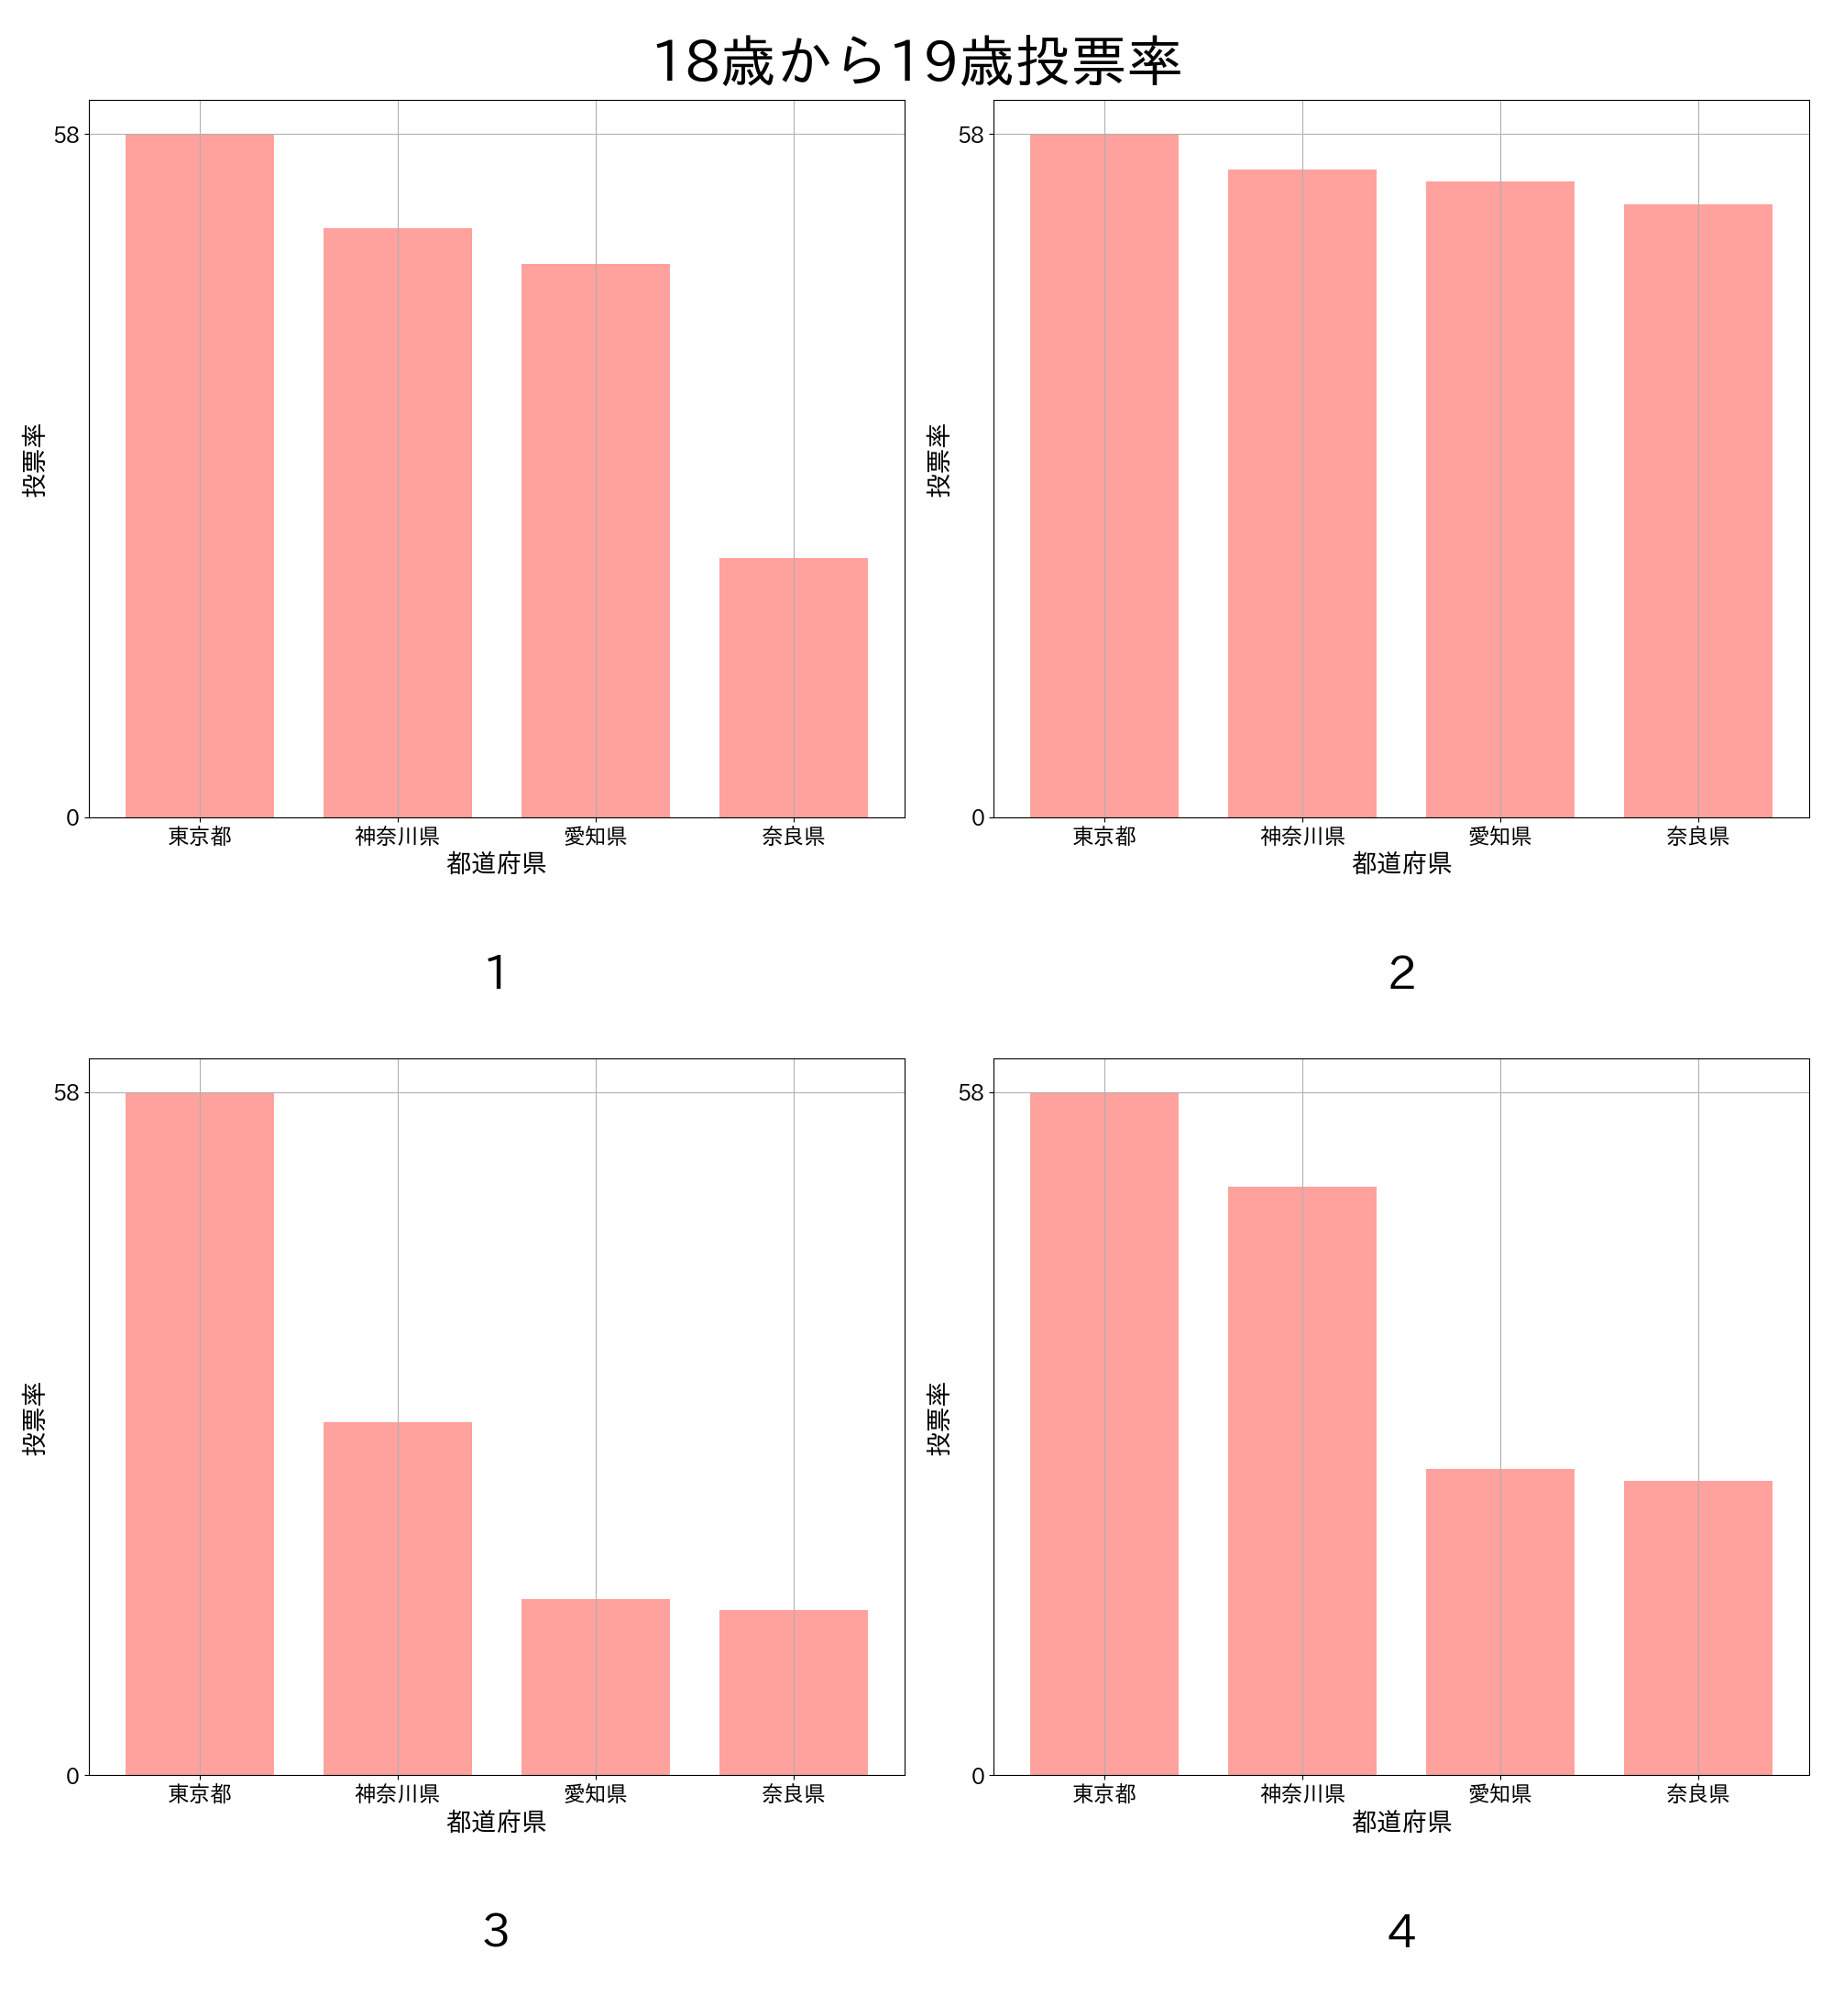 18歳から19歳投票率
58
0
投票率
東京都 神奈川県 愛知県 奈良県
都道府県
1
58
0
投票率
東京都 神奈川県 愛知県 奈良県
都道府県
2
58
0
投票率
東京都 神奈川県 愛知県 奈良県
都道府県
3
58
0
投票率
東京都 神奈川県 愛知県 奈良県
都道府県
4